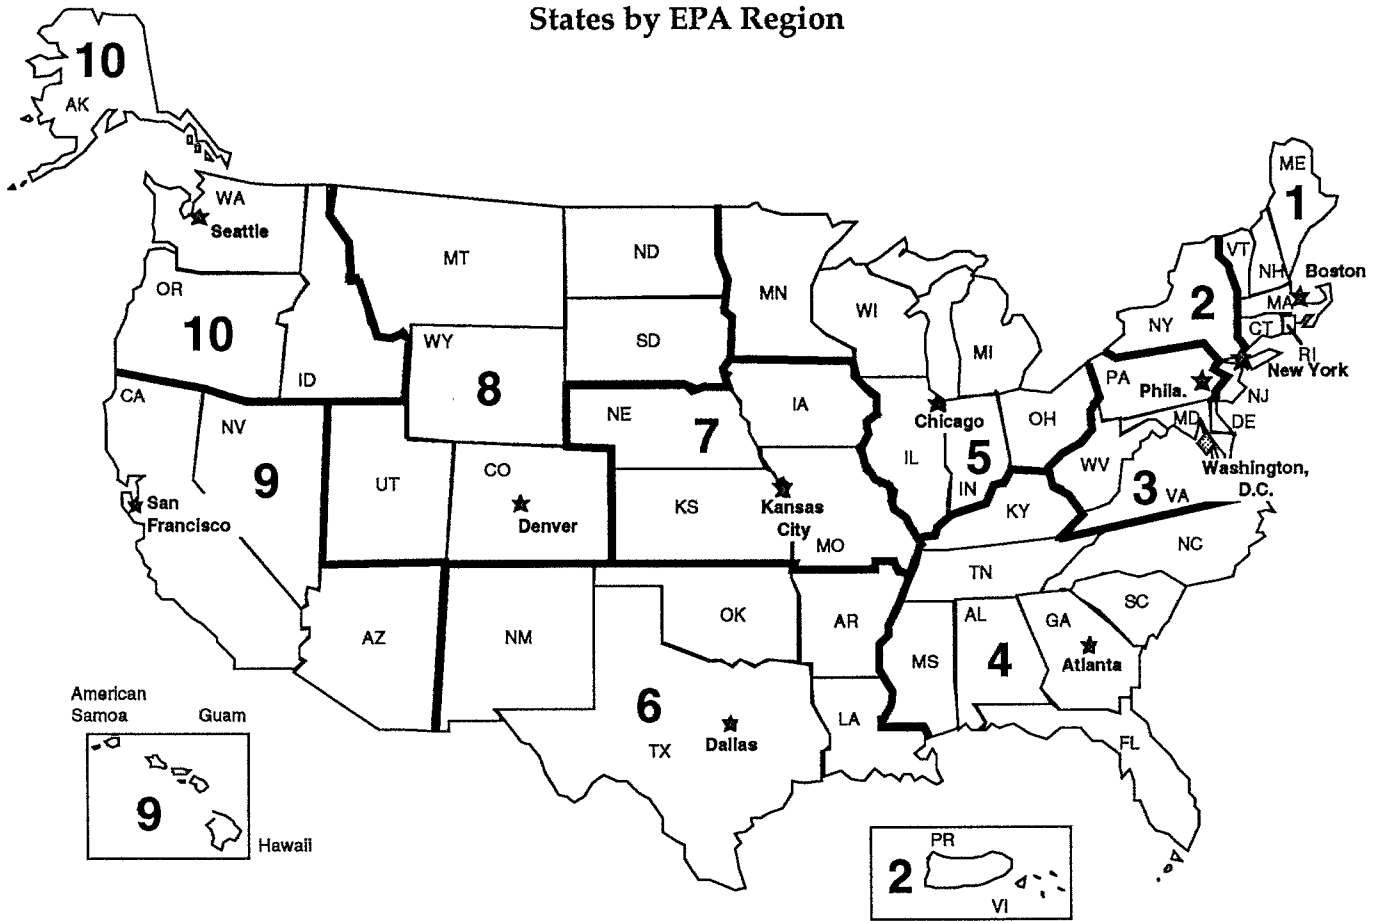 States by EPA Region
10
AK
WA
Seattle
OR
10
ID
MT
WY
8
ND
SD
MN
WI
MI
ME
1
VT
NH
Boston
MA
CT
RI
2
NY
New York
PA
Phila.
NJ
MD
DE
Washington,
D.C.
CA
NV
9
San
Francisco
UT
CO
Denver
NE
7
IA
KS
Kansas
City
MO
Chicago
IL
5
IN
OH
WV
3
VA
KY
NC
TN
SC
AZ
NM
OK
AR
MS
AL
4
GA
Atlanta
6
TX
Dallas
LA
FL
American
Samoa
Guam
9
Hawaii
PR
2
VI